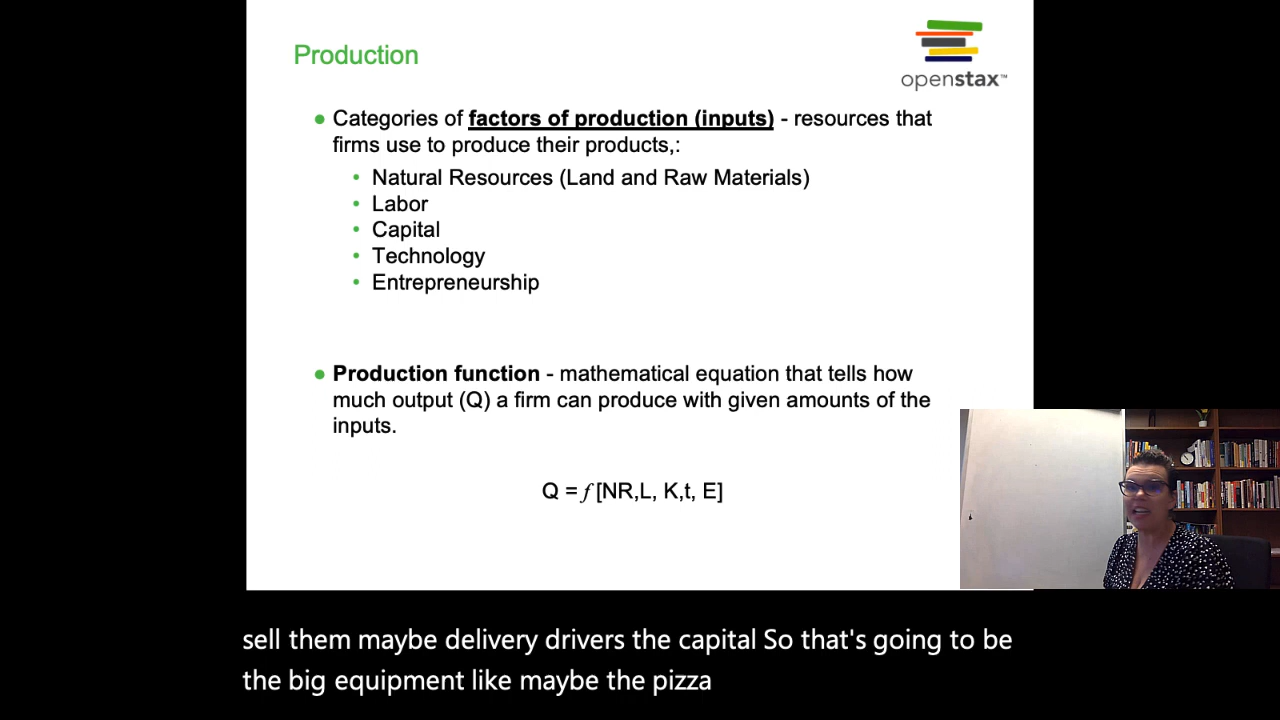 Production
openstax™
• Categories of factors of production (inputs) - resources that
firms use to produce their products,:
• Natural Resources (Land and Raw Materials)
• Labor
• Capital
• Technology
• Entrepreneurship
• Production function - mathematical equation that tells how
much output (Q) a firm can produce with given amounts of the
inputs.
Q = f [NR,L, K,t, E]
sell them maybe delivery drivers the capital So that's going to be
the big equipment like maybe the pizza